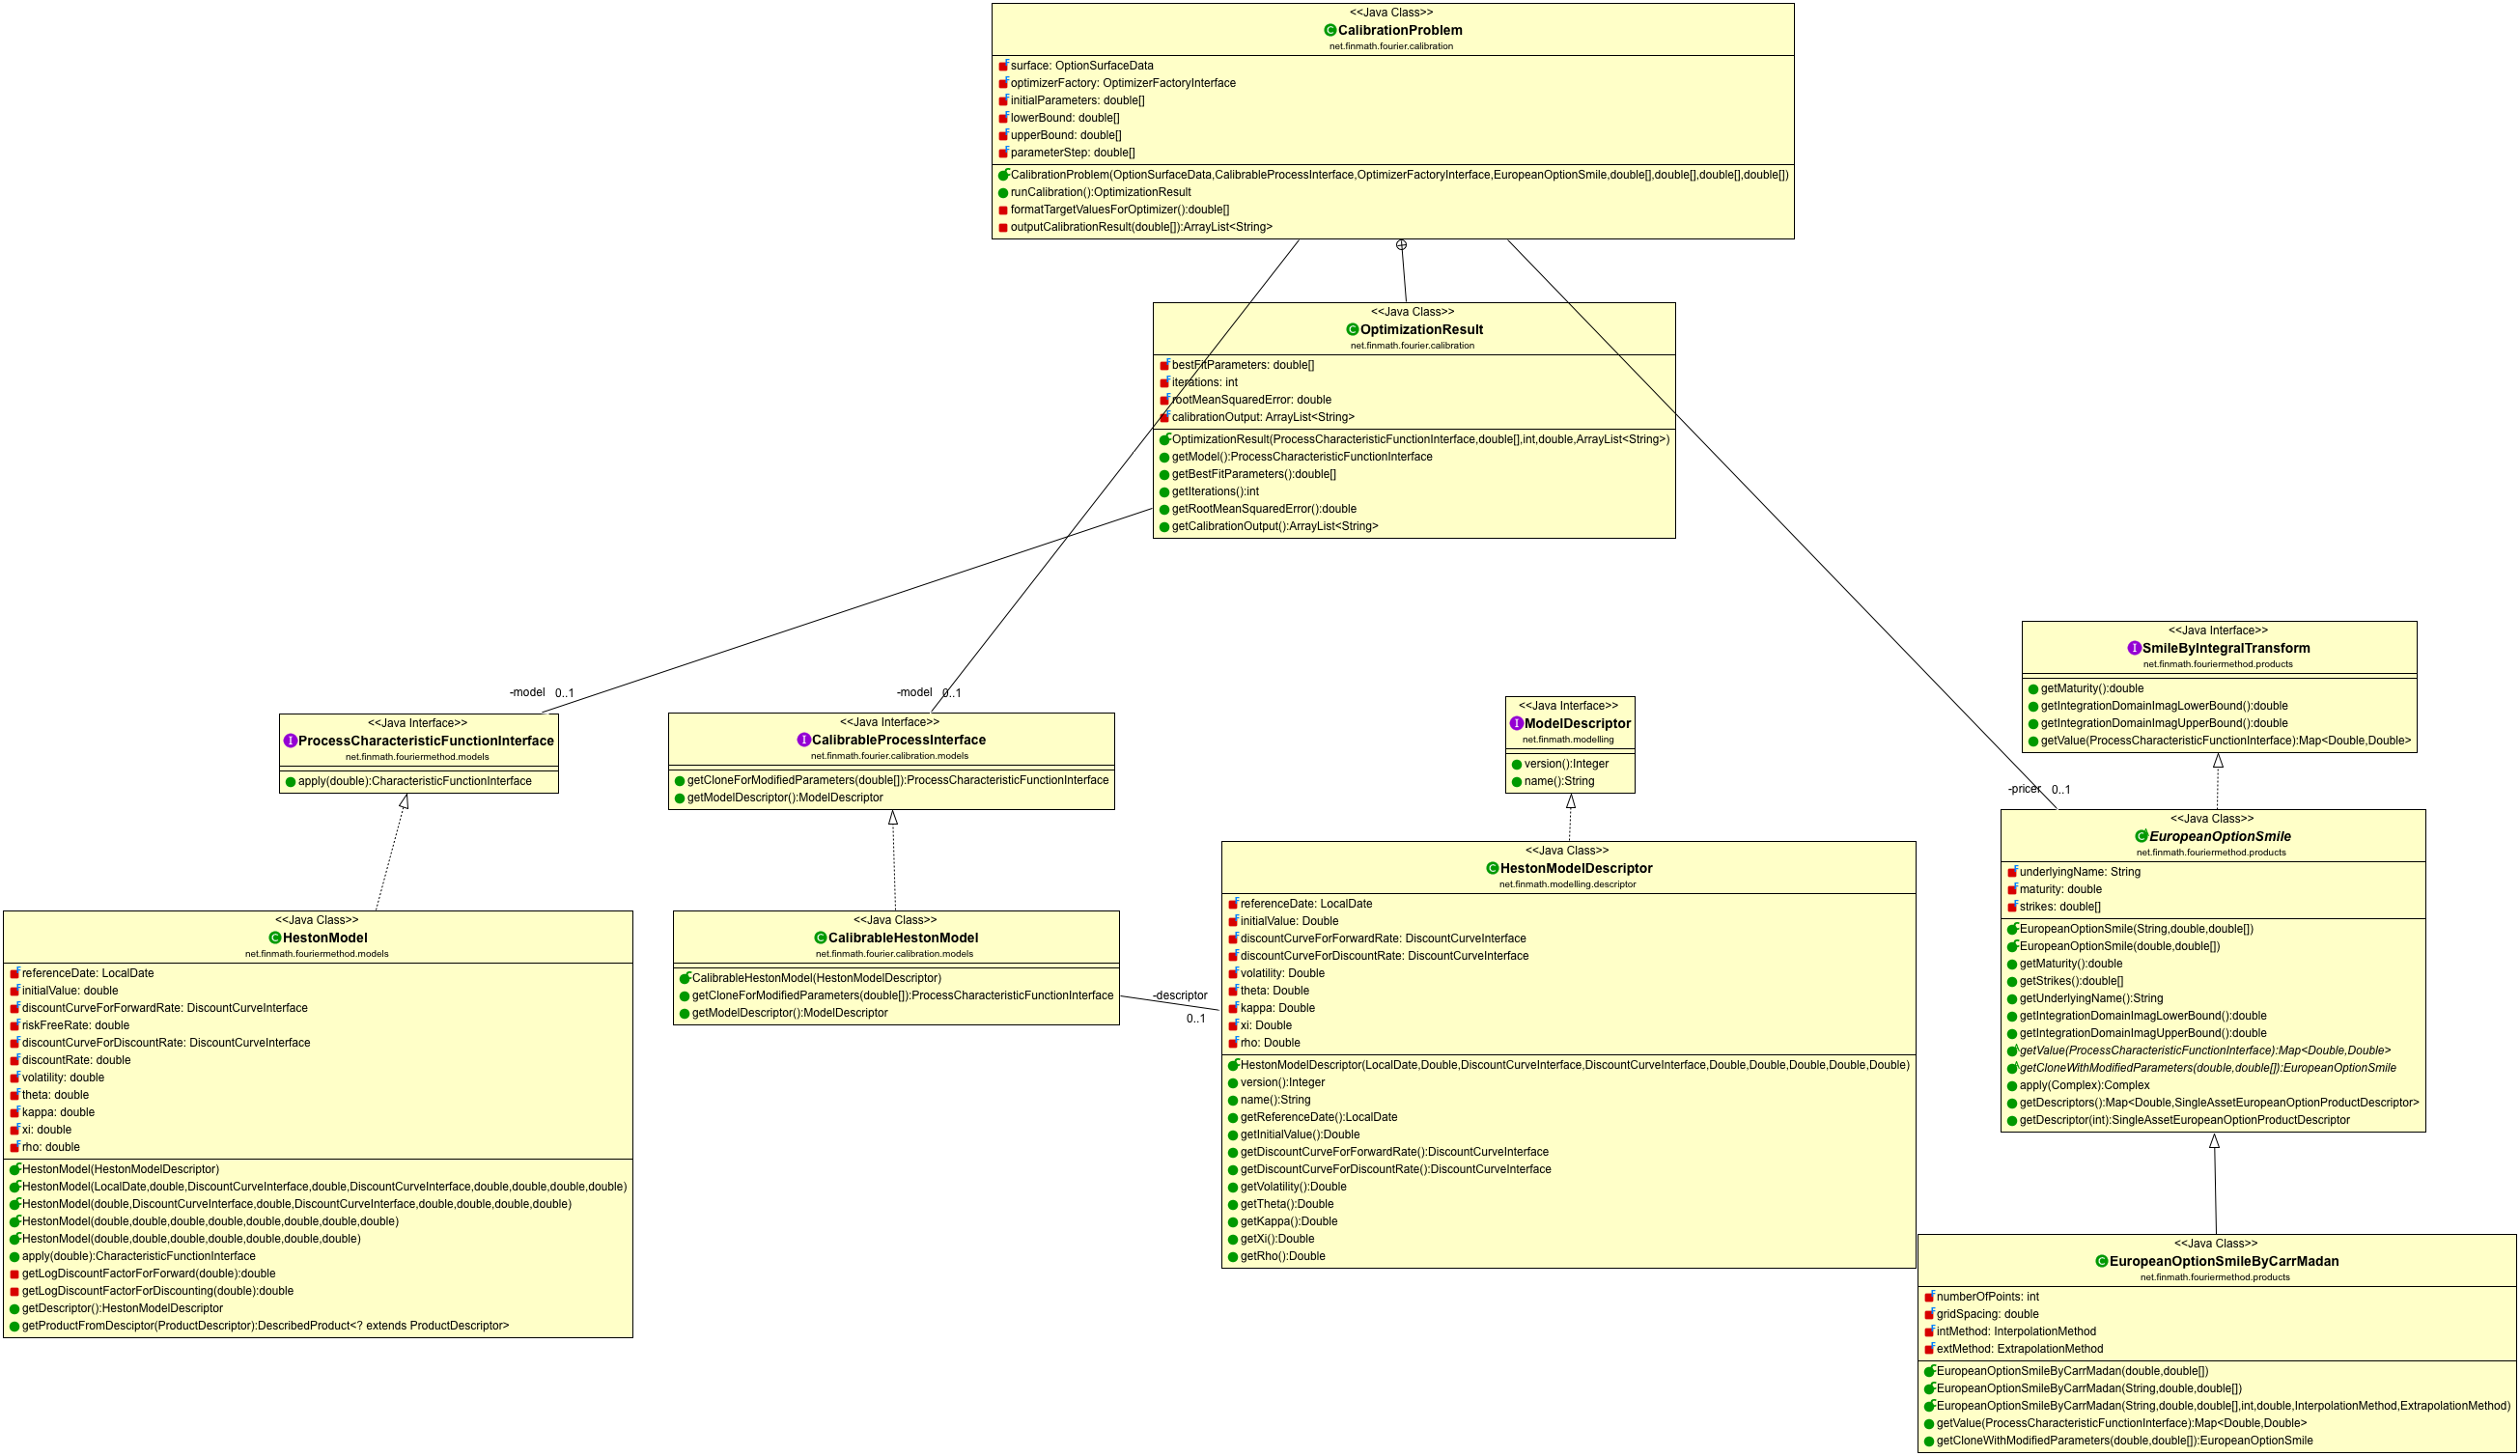 <<Java Class>>
CalibrationProblem
net.finmath.fourier.calibration
surface: OptionSurfaceData
optimizerFactory: OptimizerFactoryInterface
initialParameters: double[]
lowerBound: double[]
upperBound: double[]
parameterStep: double[]
CalibrationProblem(OptionSurfaceData,CalibrableProcessInterface,OptimizerFactoryInterface,EuropeanOptionSmile,double[],double[],double[],double[])
runCalibration():OptimizationResult
formatTargetValuesForOptimizer():double[]
outputCalibrationResult(double[]):ArrayList<String>
<<Java Class>>
OptimizationResult
net.finmath.fourier.calibration
bestFitParameters: double[]
iterations: int
rootMeanSquaredError: double
calibrationOutput: ArrayList<String>
OptimizationResult(ProcessCharacteristicFunctionInterface,double[],int,double,ArrayList<String>)
getModel():ProcessCharacteristicFunctionInterface
getBestFitParameters():double[]
getIterations():int
getRootMeanSquaredError():double
getCalibrationOutput():ArrayList<String>
-model 0..1
<<Java Interface>>
ProcessCharacteristicFunctionInterface
net.finmath.fouriermethod.models
apply(double):CharacteristicFunctionInterface
-model 0..1
<<Java Interface>>
CalibrableProcessInterface
net.finmath.fourier.calibration.models
getCloneForModifiedParameters(double[]):ProcessCharacteristicFunctionInterface
getModelDescriptor():ModelDescriptor
<<Java Interface>>
ModelDescriptor
net.finmath.modelling
version():Integer
name():String
<<Java Interface>>
SmileByIntegralTransform
net.finmath.fouriermethod.products
getMaturity():double
getIntegrationDomainImagLowerBound():double
getIntegrationDomainImagUpperBound():double
getValue(ProcessCharacteristicFunctionInterface):Map<Double,Double>
-pricer 0..1
<<Java Class>>
HestonModel
net.finmath.fouriermethod.models
referenceDate: LocalDate
initialValue: double
discountCurveForForwardRate: DiscountCurveInterface
riskFreeRate: double
discountCurveForDiscountRate: DiscountCurveInterface
discountRate: double
volatility: double
theta: double
kappa: double
xi: double
rho: double
HestonModel(HestonModelDescriptor)
HestonModel(LocalDate,double,DiscountCurveInterface,double,DiscountCurveInterface,double,double,double,double,double)
HestonModel(double,DiscountCurveInterface,double,DiscountCurveInterface,double,double,double,double,double)
HestonModel(double,double,double,double,double,double,double,double)
HestonModel(double,double,double,double,double,double,double)
apply(double):CharacteristicFunctionInterface
getLogDiscountFactorForForward(double):double
getLogDiscountFactorForDiscounting(double):double
getDescriptor():HestonModelDescriptor
getProductFromDesciptor(ProductDescriptor):DescribedProduct<? extends ProductDescriptor>
<<Java Class>>
CalibrableHestonModel
net.finmath.fourier.calibration.models
CalibrableHestonModel(HestonModelDescriptor)
getCloneForModifiedParameters(double[]):ProcessCharacteristicFunctionInterface
getModelDescriptor():ModelDescriptor
-descriptor
0..1
<<Java Class>>
HestonModelDescriptor
net.finmath.modelling.descriptor
referenceDate: LocalDate
initialValue: Double
discountCurveForForwardRate: DiscountCurveInterface
discountCurveForDiscountRate: DiscountCurveInterface
volatility: Double
theta: Double
kappa: Double
xi: Double
rho: Double
HestonModelDescriptor(LocalDate,Double,DiscountCurveInterface,DiscountCurveInterface,Double,Double,Double,Double,Double)
version():Integer
name():String
getReferenceDate():LocalDate
getInitialValue():Double
getDiscountCurveForForwardRate():DiscountCurveInterface
getDiscountCurveForDiscountRate():DiscountCurveInterface
getVolatility():Double
getTheta():Double
getKappa():Double
getXi():Double
getRho():Double
<<Java Class>>
EuropeanOptionSmile
net.finmath.fouriermethod.products
underlyingName: String
maturity: double
strikes: double[]
EuropeanOptionSmile(String,double,double[])
EuropeanOptionSmile(double,double[])
getMaturity():double
getStrikes():double[]
getUnderlyingName():String
getIntegrationDomainImagLowerBound():double
getIntegrationDomainImagUpperBound():double
getValue(ProcessCharacteristicFunctionInterface):Map<Double,Double>
getCloneWithModifiedParameters(double,double[]):EuropeanOptionSmile
apply(Complex):Complex
getDescriptors():Map<Double,SingleAssetEuropeanOptionProductDescriptor>
getDescriptor(int):SingleAssetEuropeanOptionProductDescriptor
<<Java Class>>
EuropeanOptionSmileByCarrMadan
net.finmath.fouriermethod.products
numberOfPoints: int
gridSpacing: double
intMethod: InterpolationMethod
extMethod: ExtrapolationMethod
EuropeanOptionSmileByCarrMadan(double,double[])
EuropeanOptionSmileByCarrMadan(String,double,double[])
EuropeanOptionSmileByCarrMadan(String,double,double[],int,double,InterpolationMethod,ExtrapolationMethod)
getValue(ProcessCharacteristicFunctionInterface):Map<Double,Double>
getCloneWithModifiedParameters(double,double[]):EuropeanOptionSmile